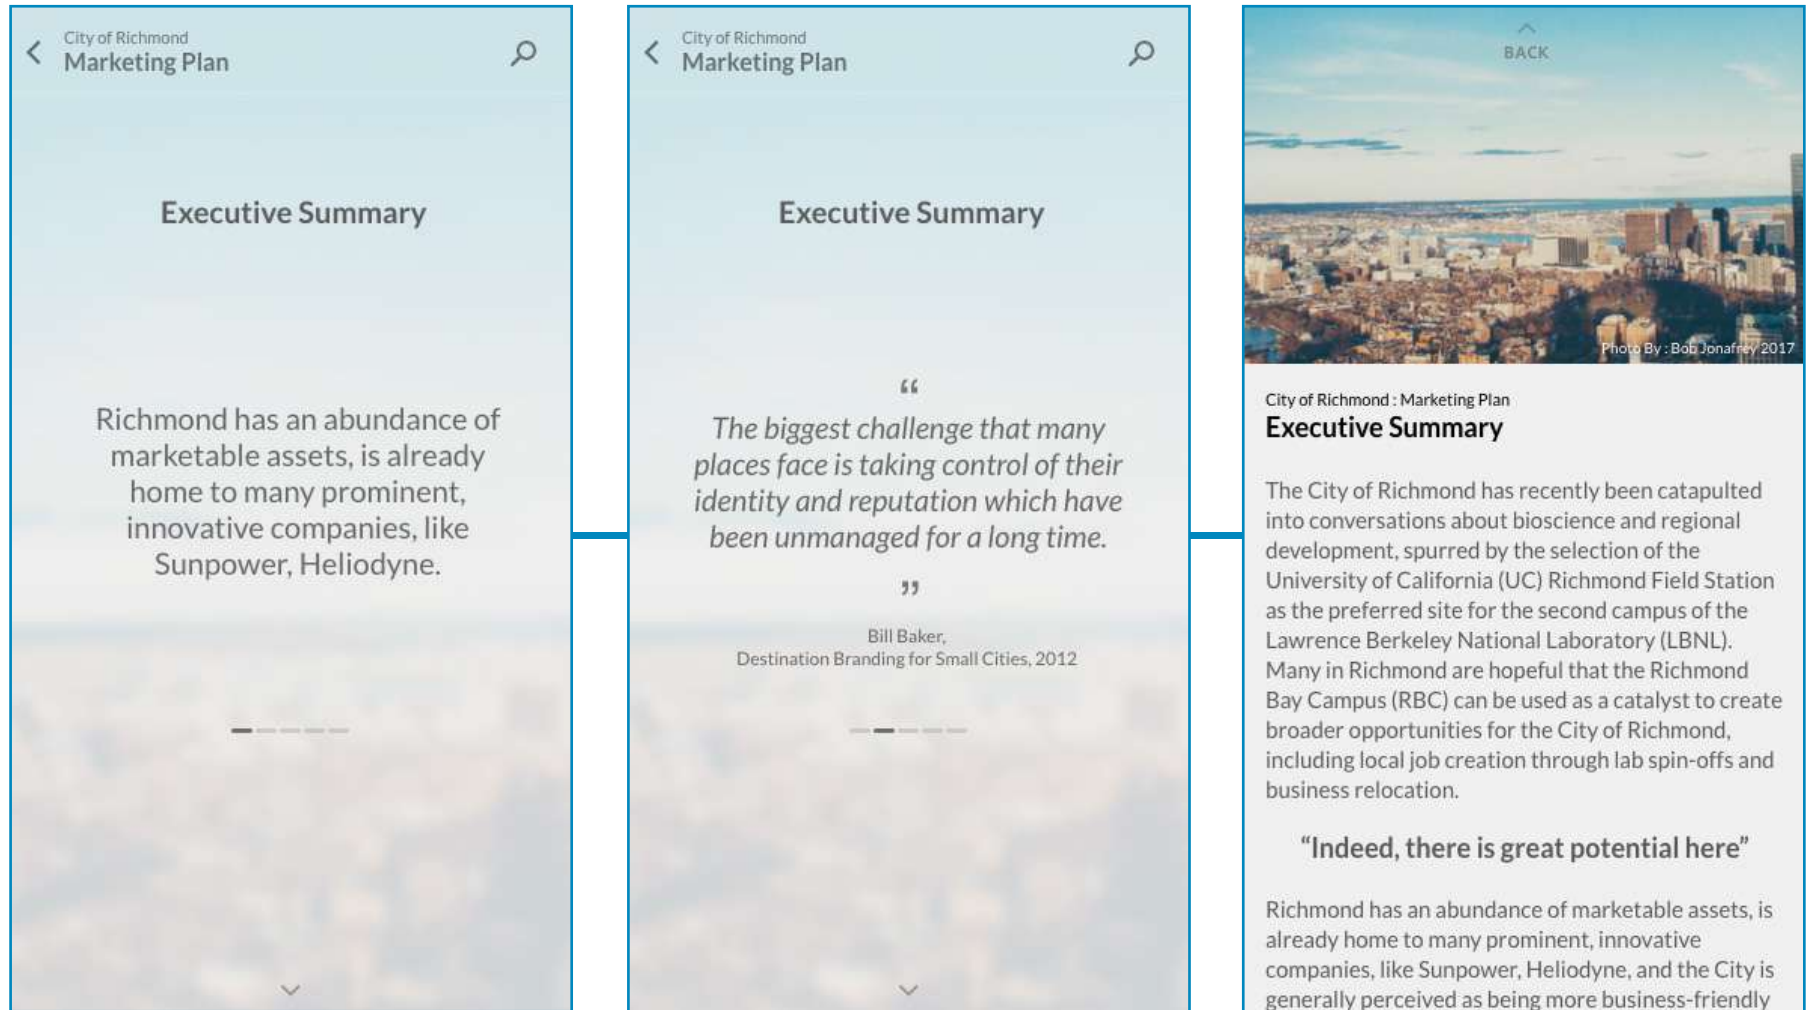 City of Richmond
Marketing Plan
Executive Summary
Richmond has an abundance of
marketable assets, is already
home to many prominent,
innovative companies, like
Sunpower, Heliodyne.
City of Richmond
Marketing Plan
Executive Summary
“
The biggest challenge that many
places face is taking control of their
identity and reputation which have
been unmanaged for a long time.
”
Bill Baker,
Destination Branding for Small Cities, 2012
BACK
Photo By : Bob Jonafrey 2017
City of Richmond : Marketing Plan
Executive Summary
The City of Richmond has recently been catapulted
into conversations about bioscience and regional
development, spurred by the selection of the
University of California (UC) Richmond Field Station
as the preferred site for the second campus of the
Lawrence Berkeley National Laboratory (LBNL).
Many in Richmond are hopeful that the Richmond
Bay Campus (RBC) can be used as a catalyst to create
broader opportunities for the City of Richmond,
including local job creation through lab spin-offs and
business relocation.
“Indeed, there is great potential here”
Richmond has an abundance of marketable assets, is
already home to many prominent, innovative
companies, like Sunpower, Heliodyne, and the City is
generally perceived as being more business-friendly